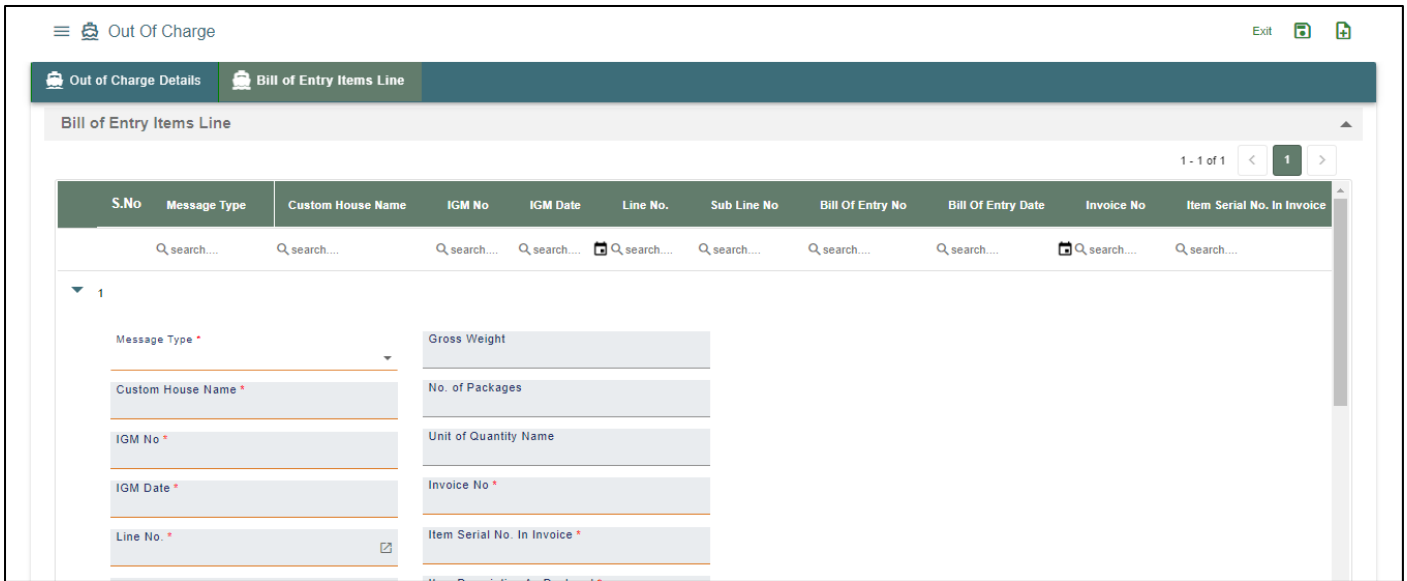 Out Of Charge Exit
Out of Charge Details Bill of Entry Items Line
Bill of Entry Items Line
1 - 1 of 1 < 1 >
S.No Message Type Custom House Name IGM No IGM Date Line No. Sub Line No Bill Of Entry No Bill Of Entry Date Invoice No Item Serial No. In Invoice
search.... search.... search.... search.... search.... search.... search.... search.... search.... search....
1
Message Type * Gross Weight
Custom House Name * No. of Packages
IGM No * Unit of Quantity Name
IGM Date * Invoice No *
Line No. * Item Serial No. In Invoice *